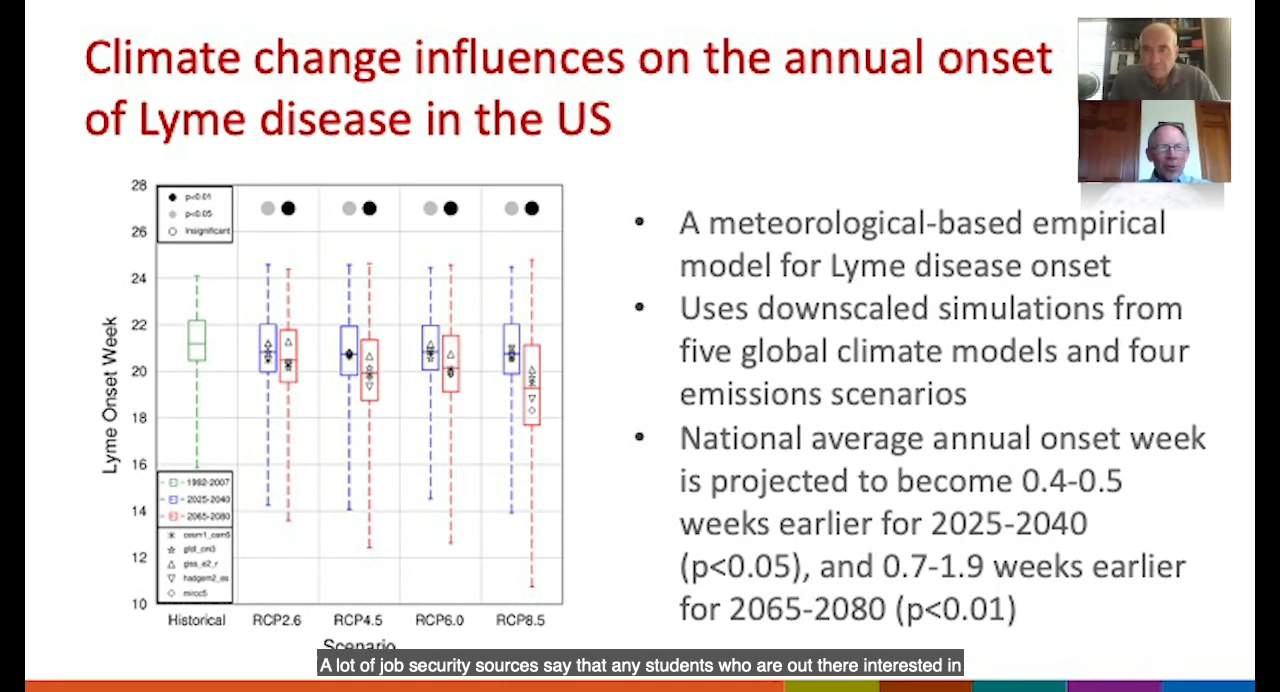 Climate change influences on the annual onset
of Lyme disease in the US
28
26
24
22
20
18
16
14
12
10
Lyme Onset Week
p<0.01
p<0.05
Insignificant
1992-2007
2025-2040
2065-2080
cesm1_cam5
gfdl_cm3
giss_e2_r
hadgem2_es
miroc5
Historical
RCP2.6
RCP4.5
RCP6.0
RCP8.5
Scenario
• A meteorological-based empirical
model for Lyme disease onset
• Uses downscaled simulations from
five global climate models and four
emissions scenarios
• National average annual onset week
is projected to become 0.4-0.5
weeks earlier for 2025-2040
(p<0.05), and 0.7-1.9 weeks earlier
for 2065-2080 (p<0.01)
A lot of job security sources say that any students who are out there interested in